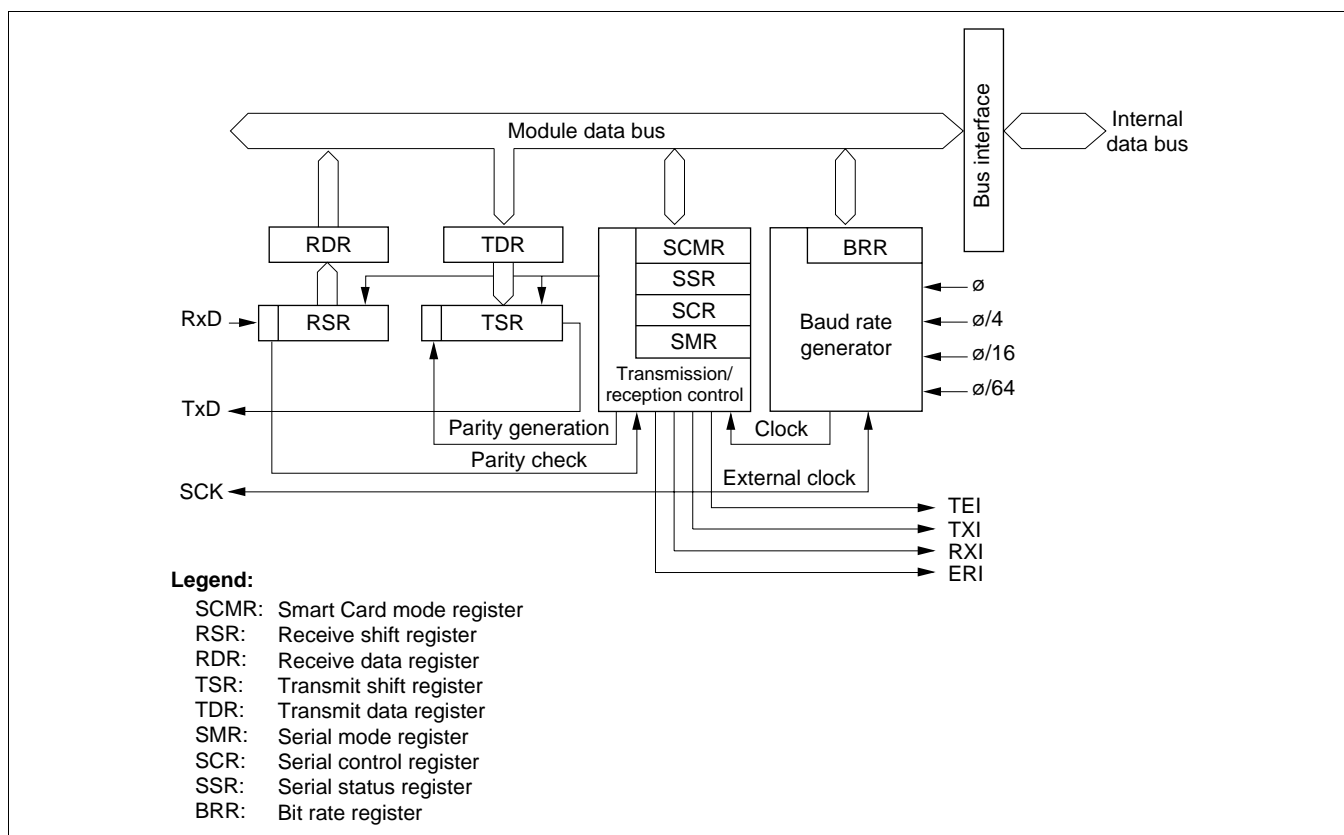 Module data bus
Bus interface
Internal
data bus
RDR
TDR
SCMR
BRR
SSR
SCR
SMR
RxD
RSR
TSR
Baud rate
generator
ø
ø/4
ø/16
ø/64
Transmission/
reception control
TxD
Parity generation
Clock
Parity check
SCK
External clock
TEI
TXI
RXI
ERI
Legend:
SCMR: Smart Card mode register
RSR: Receive shift register
RDR: Receive data register
TSR: Transmit shift register
TDR: Transmit data register
SMR: Serial mode register
SCR: Serial control register
SSR: Serial status register
BRR: Bit rate register